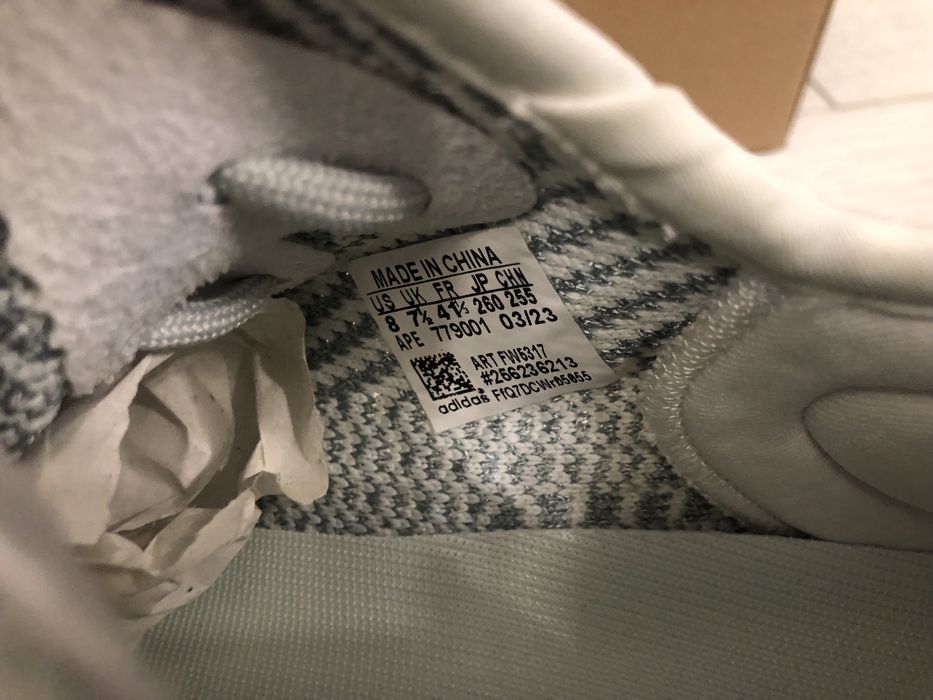 MADE IN CHINA
US UK FR JP CHN
8 7½ 41⅓ 260 255
APE 779001 03/23
ART FW5317
#256236213
adidas FfQ7DCWr85855